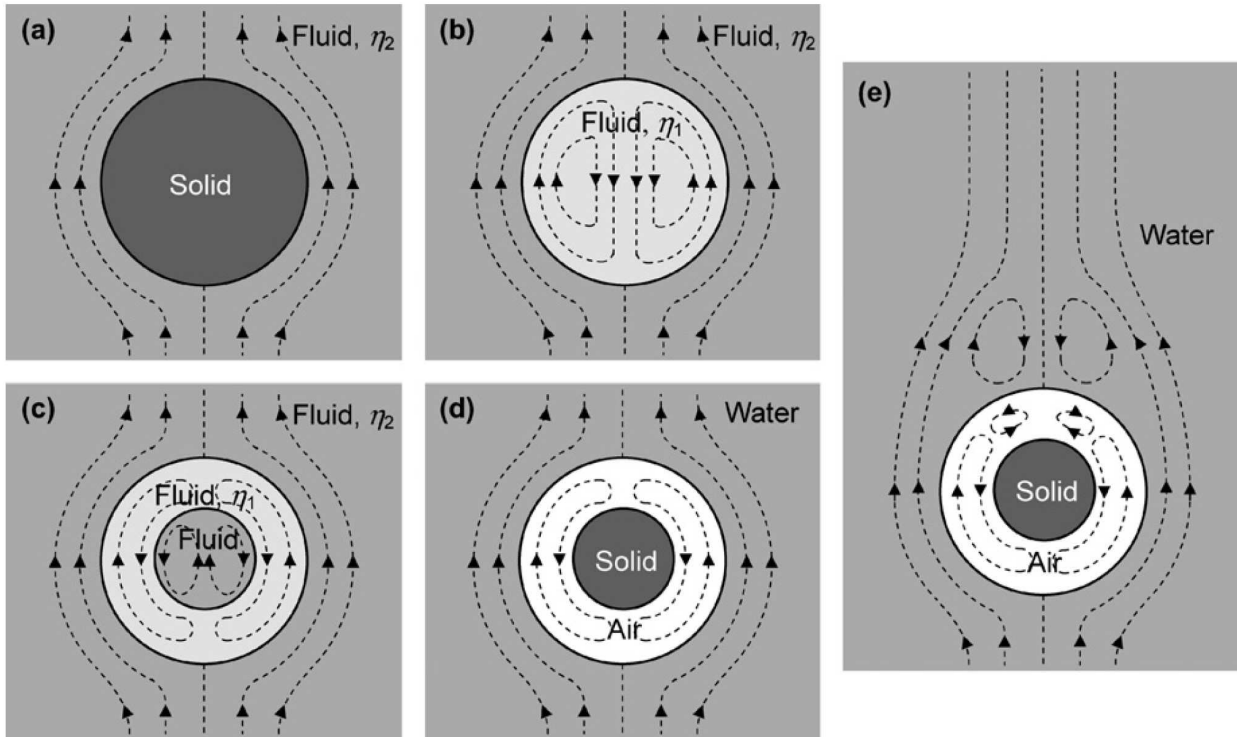 (a)
Fluid, η2
Solid
(b)
Fluid, η2
Fluid, η1
(c)
Fluid, η2
Fluid, η1
Fluid
(d)
Water
Solid
Air
(e)
Water
Solid
Air